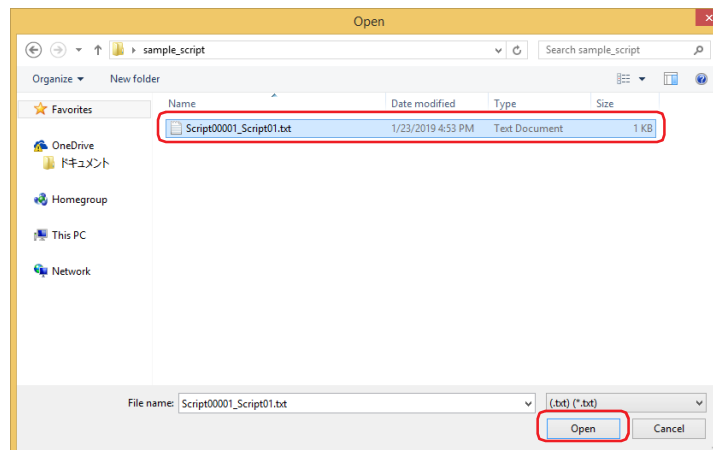 Open
sample_script
Search sample_script
Organize
New folder
Name
Date modified
Type
Size
Favorites
Script00001_Script01.txt
1/23/2019 4:53 PM
Text Document
1 KB
OneDrive
ドキュメント
Homegroup
This PC
Network
File name:
Script00001_Script01.txt
(.txt) (*.txt)
Open
Cancel